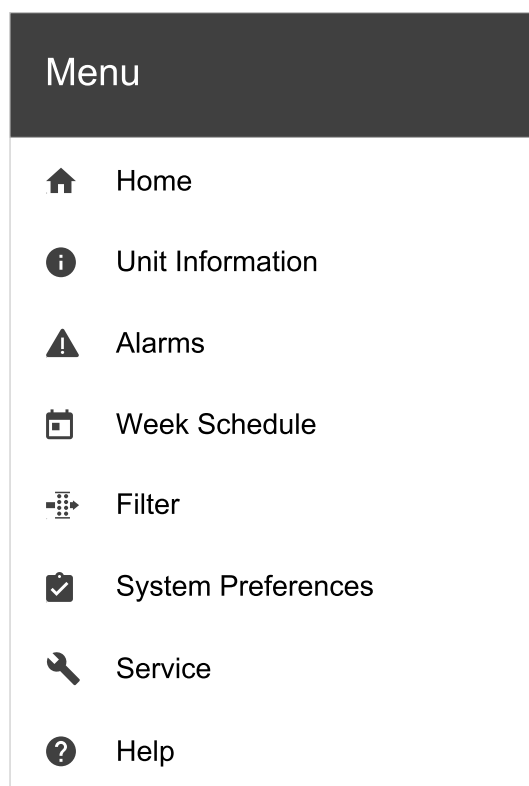 Menu
Home
Unit Information
Alarms
Week Schedule
Filter
System Preferences
Service
Help